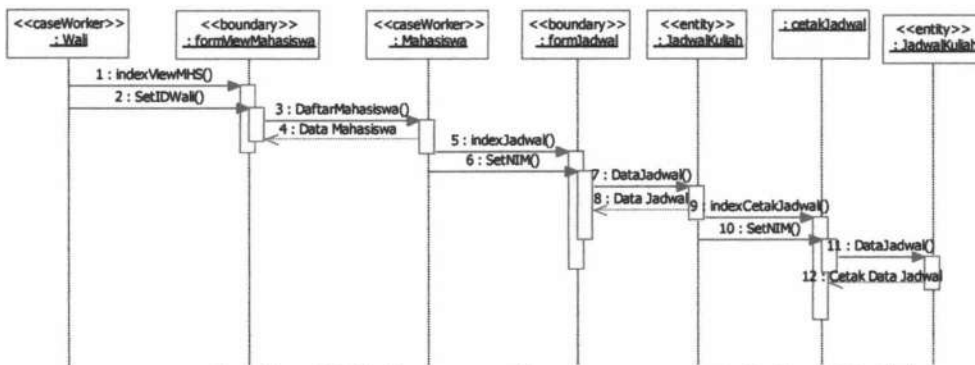 <<caseWorker>>
: Wali
<<boundary>>
: formViewMahasiswa
<<caseWorker>>
: Mahasiswa
<<boundary>>
: formJadwal
<<entity>>
: JadwalKuliah
: cetakJadwal
<<entity>>
: JadwalKuliah
1 : indexViewMHS()
2 : SetIDWali()
3 : DaftarMahasiswa()
4 : Data Mahasiswa
5 : indexJadwal()
6 : SetNIM()
7 : DataJadwal()
8 : Data Jadwal
9 : indexCetakJadwal()
10 : SetNIM()
11 : DataJadwal()
12 : Cetak Data Jadwal